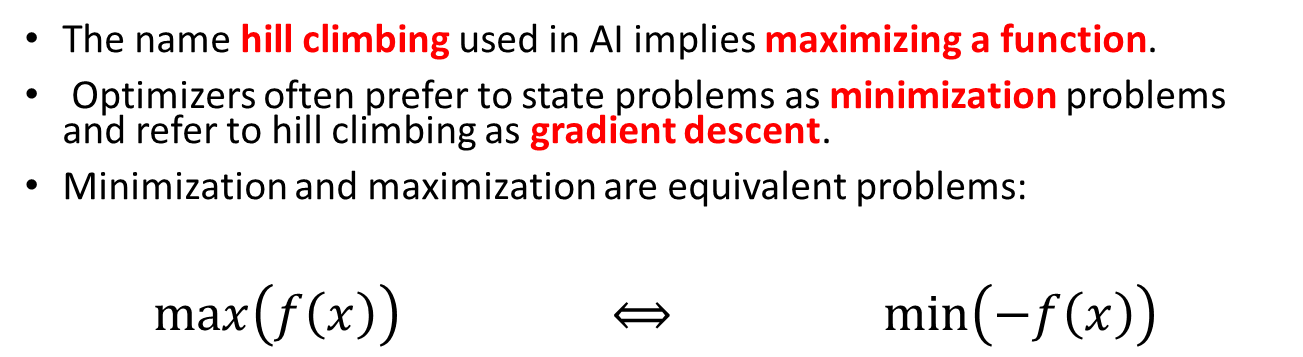 • The name hill climbing used in AI implies maximizing a function.
• Optimizers often prefer to state problems as minimization problems
and refer to hill climbing as gradient descent.
• Minimization and maximization are equivalent problems:
max(f(x)) ⟺ min(−f(x))